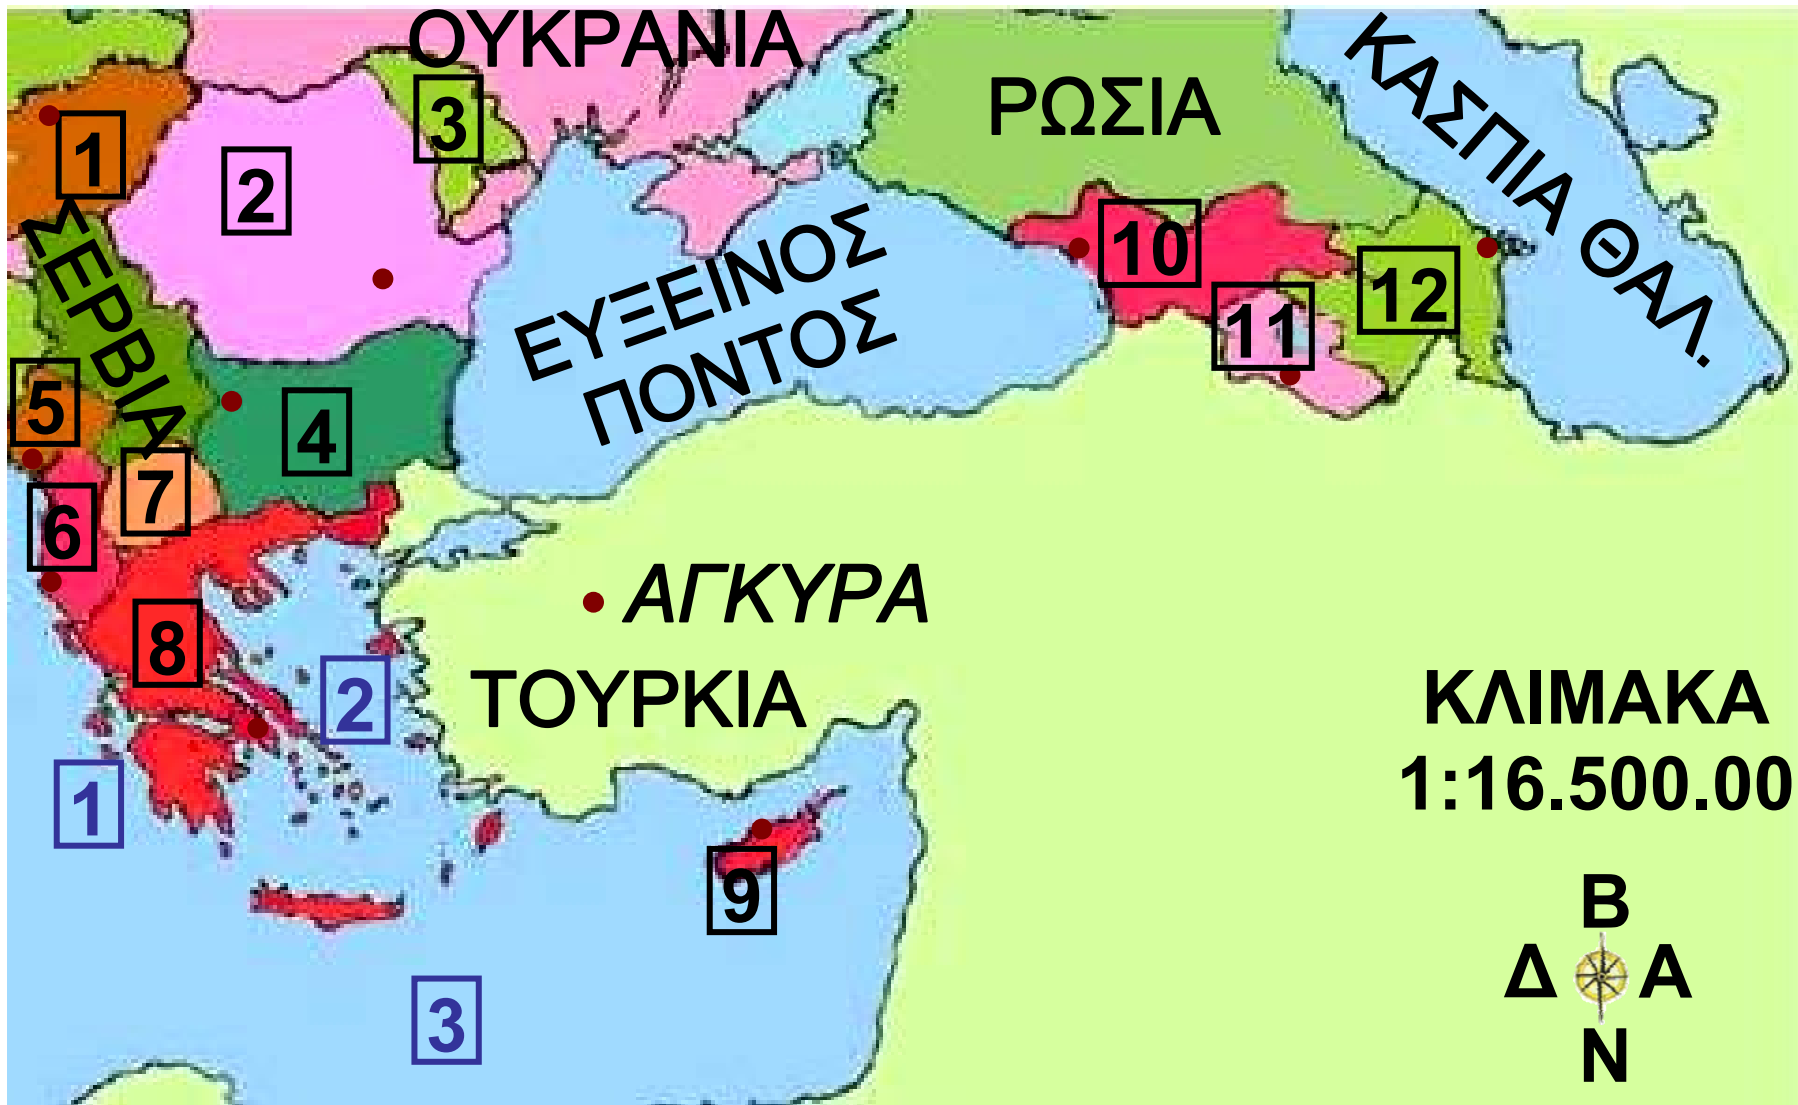 ΟΥΚΡΑΝΙΑ
ΡΩΣΙΑ
ΚΑΣΠΙΑ ΘΑΛ.
1
2
3
ΣΕΡΒΙΑ
ΕΥΞΕΙΝΟΣ
ΠΟΝΤΟΣ
10
11
12
5
4
7
6
8
ΑΓΚΥΡΑ
ΤΟΥΡΚΙΑ
2
1
9
3
ΚΛΙΜΑΚΑ
1:16.500.00
Β
Δ Α
Ν